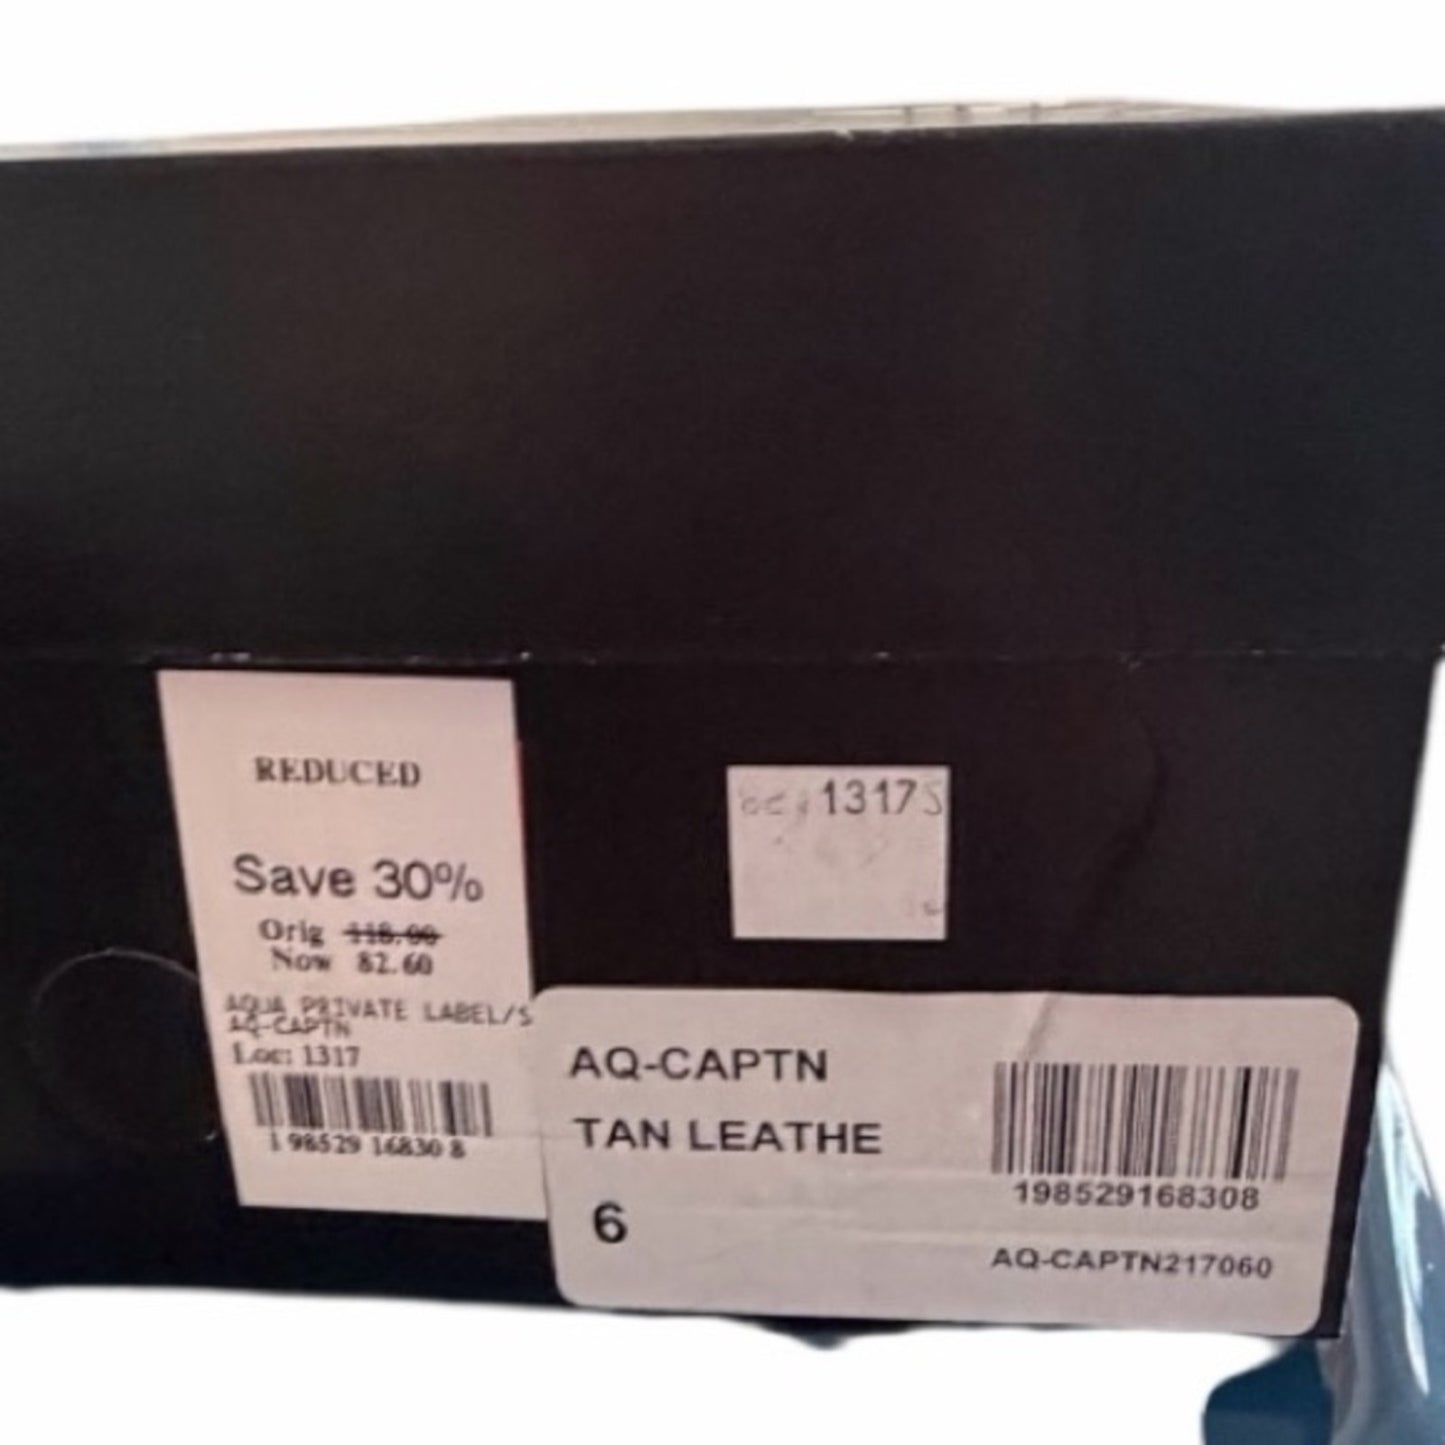 REDUCED
Save 30%
Orig 118.00
Now 82.60
AQUA PRIVATE LABEL/S
AQ-CAPTN
Loc: 1317
1 98529 16830 8
1317
AQ-CAPTN
TAN LEATHE
6
198529168308
AQ-CAPTN217060